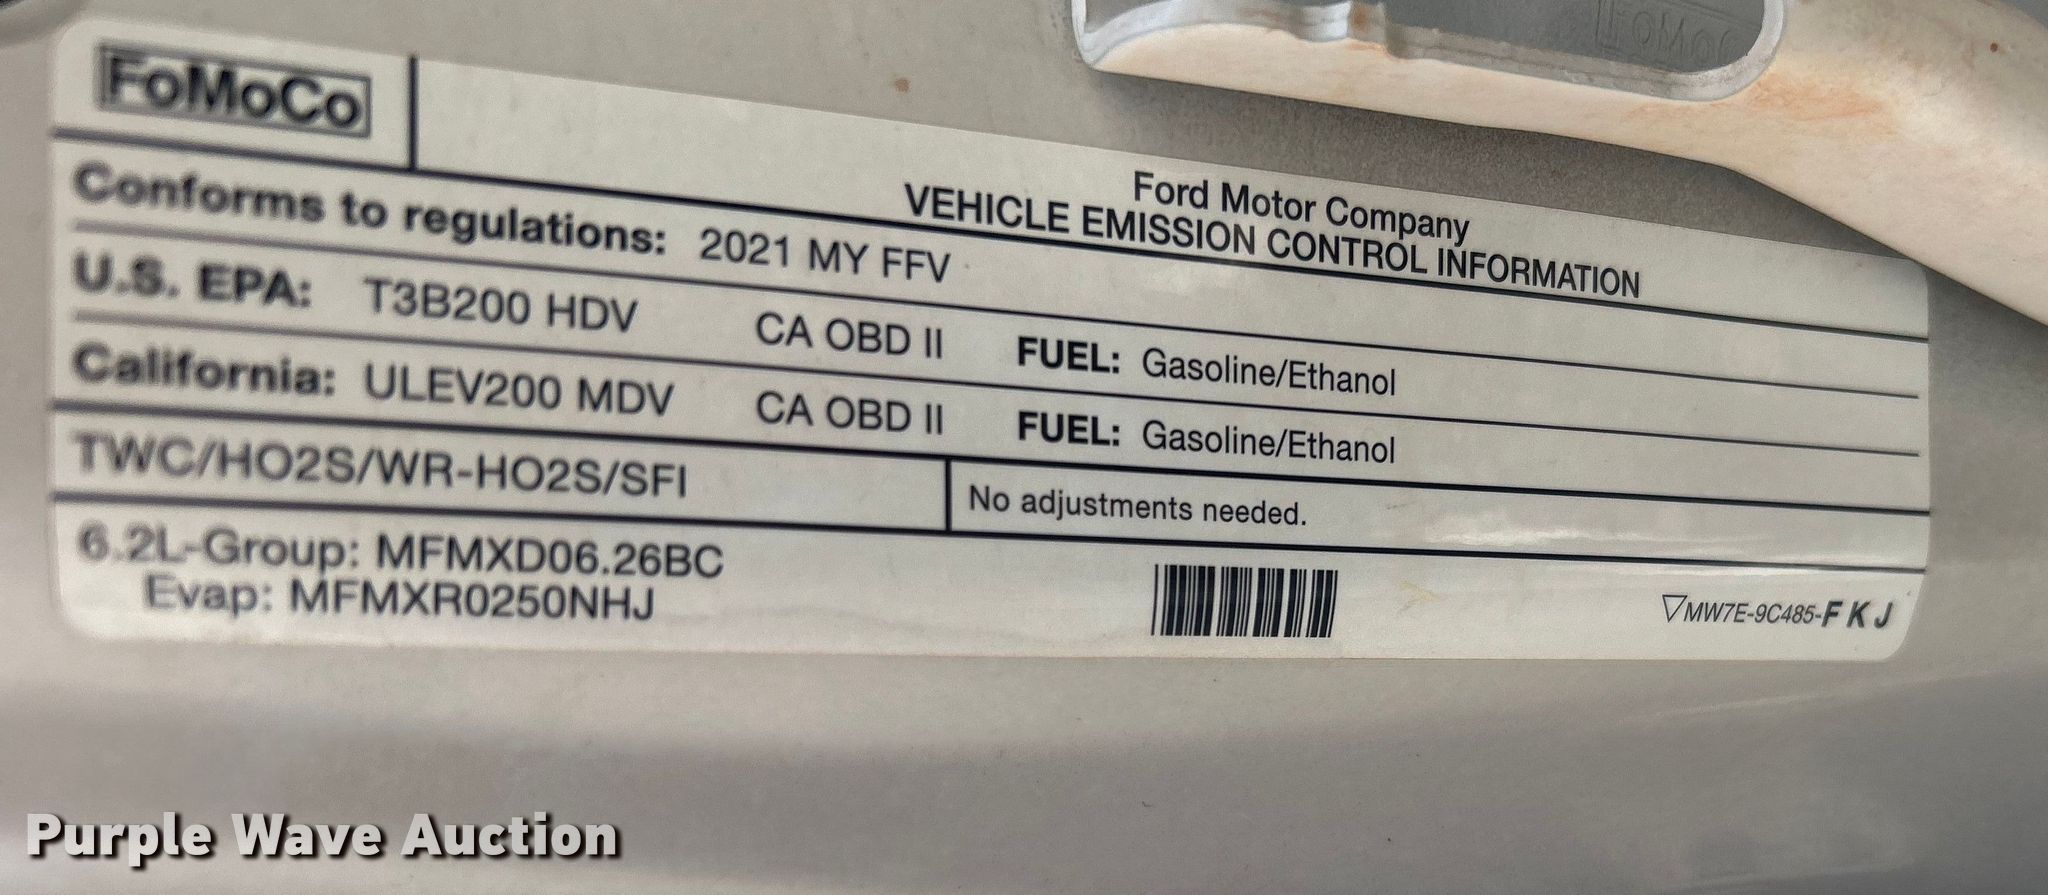 FoMoCo
Ford Motor Company
VEHICLE EMISSION CONTROL INFORMATION
Conforms to regulations: 2021 MY FFV
U.S. EPA: T3B200 HDV CA OBD II FUEL: Gasoline/Ethanol
California: ULEV200 MDV CA OBD II FUEL: Gasoline/Ethanol
TWC/HO2S/WR-HO2S/SFI
No adjustments needed.
6.2L-Group: MFMXD06.26BC
Evap: MFMXR0250NHJ
MW7E-9C485-FKJ
Purple Wave Auction